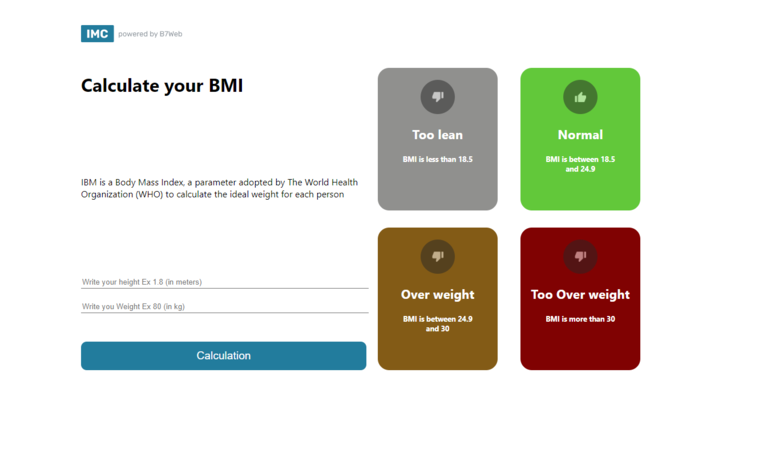 IMC powered by B7Web
Calculate your BMI
IBM is a Body Mass Index, a parameter adopted by The World Health
Organization (WHO) to calculate the ideal weight for each person
Write your height Ex 1.8 (in meters)
Write you Weight Ex 80 (in kg)
Calculation
Too lean
BMI is less than 18.5
Normal
BMI is between 18.5
and 24.9
Over weight
BMI is between 24.9
and 30
Too Over weight
BMI is more than 30